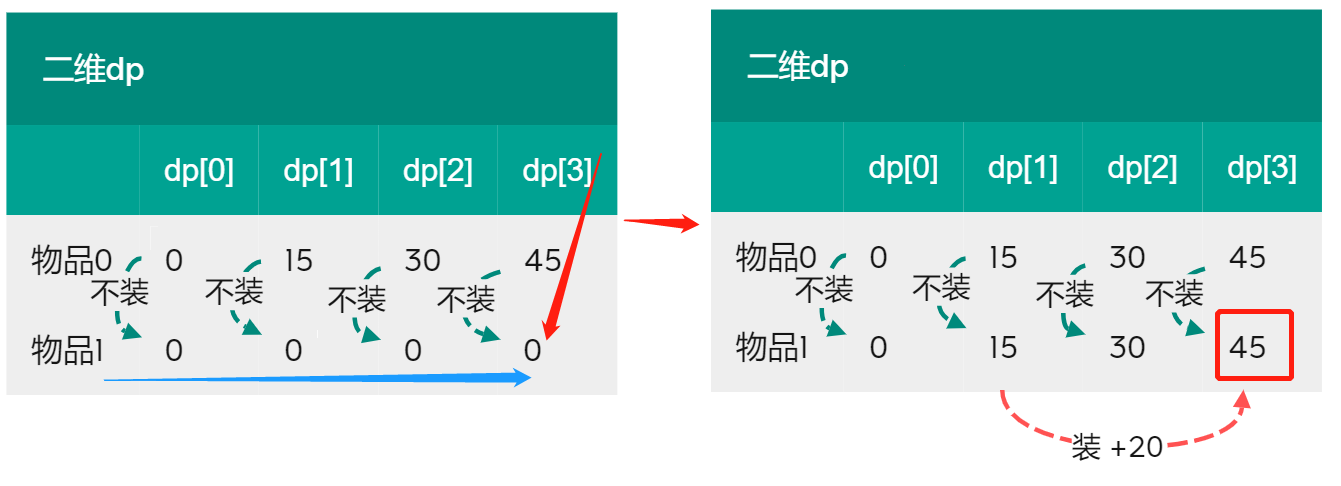 二维dp
dp[0] dp[1] dp[2] dp[3]
物品0 0 15 30 45
不装 不装 不装 不装
物品1 0 0 0 0
二维dp
dp[0] dp[1] dp[2] dp[3]
物品0 0 15 30 45
不装 不装 不装 不装
物品1 0 15 30 45
装 +20